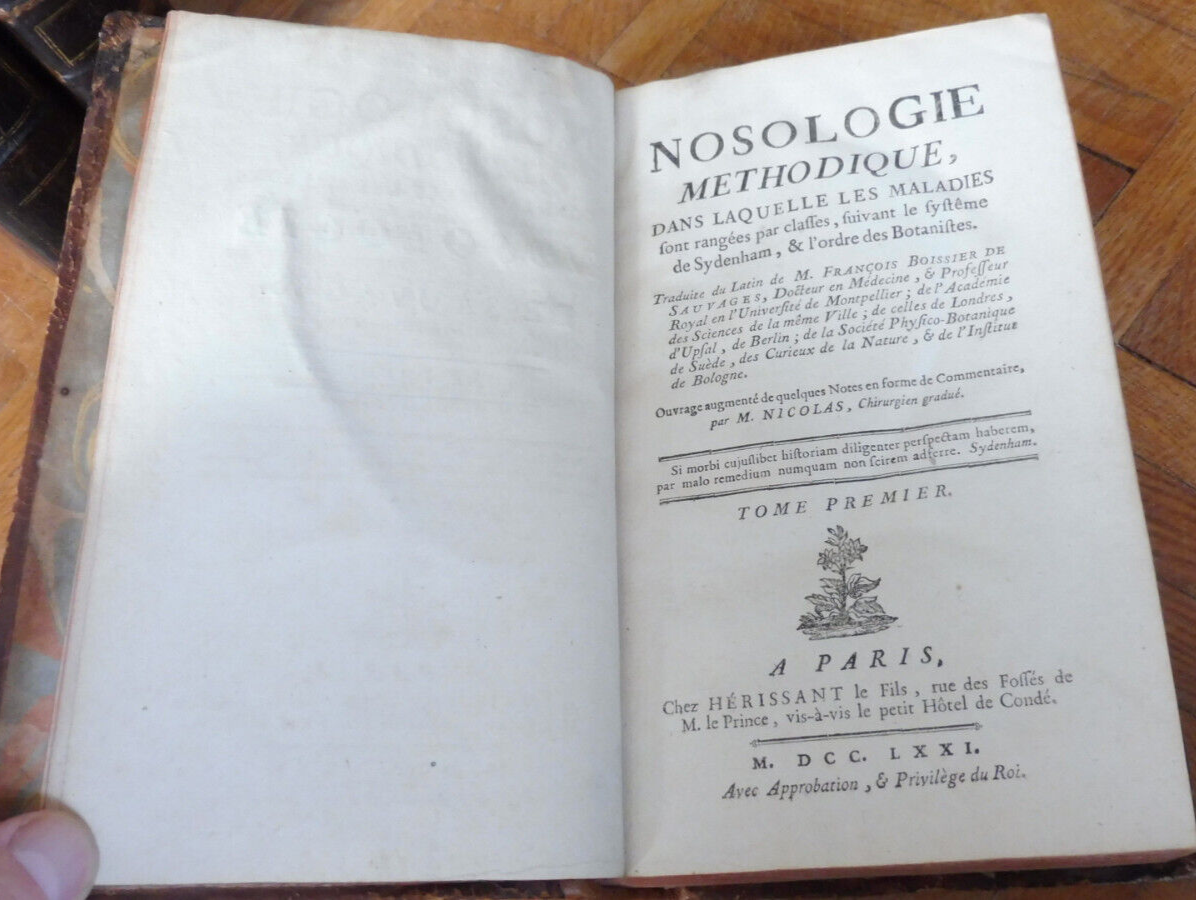 NOSOLOGIE
METHODIQUE,
DANS LAQUELLE LES MALADIES
ſont rangées par claſſes, ſuivant le ſyſtême
de Sydenham, & l'ordre des Botaniſtes.
Traduite du Latin de M. FRANÇOIS BOISSIER DE
SAUVAGES, Docteur en Médecine, & Profeſſeur
Royal en l'Univerſité de Montpellier; de l'Académie
des Sciences de la même Ville; de celles de Londres,
d'Upſal, de Berlin; de la Société Phyſico-Botanique
de Suède, des Curieux de la Nature, & de l'Inſtitut
de Bologne.
Ouvrage augmenté de quelques Notes en forme de Commentaire,
par M. NICOLAS, Chirurgien gradué.
Si morbi cujuſlibet hiſtoriam diligenter perſpectam haberem,
par malo remedium numquam non ſcirem adferre. Sydenham.
TOME PREMIER.
A PARIS,
Chez HÉRISSANT le Fils, rue des Foſſés de
M. le Prince, vis-à-vis le petit Hôtel de Condé.
M. DCC. LXXI.
Avec Approbation, & Privilège du Roi.